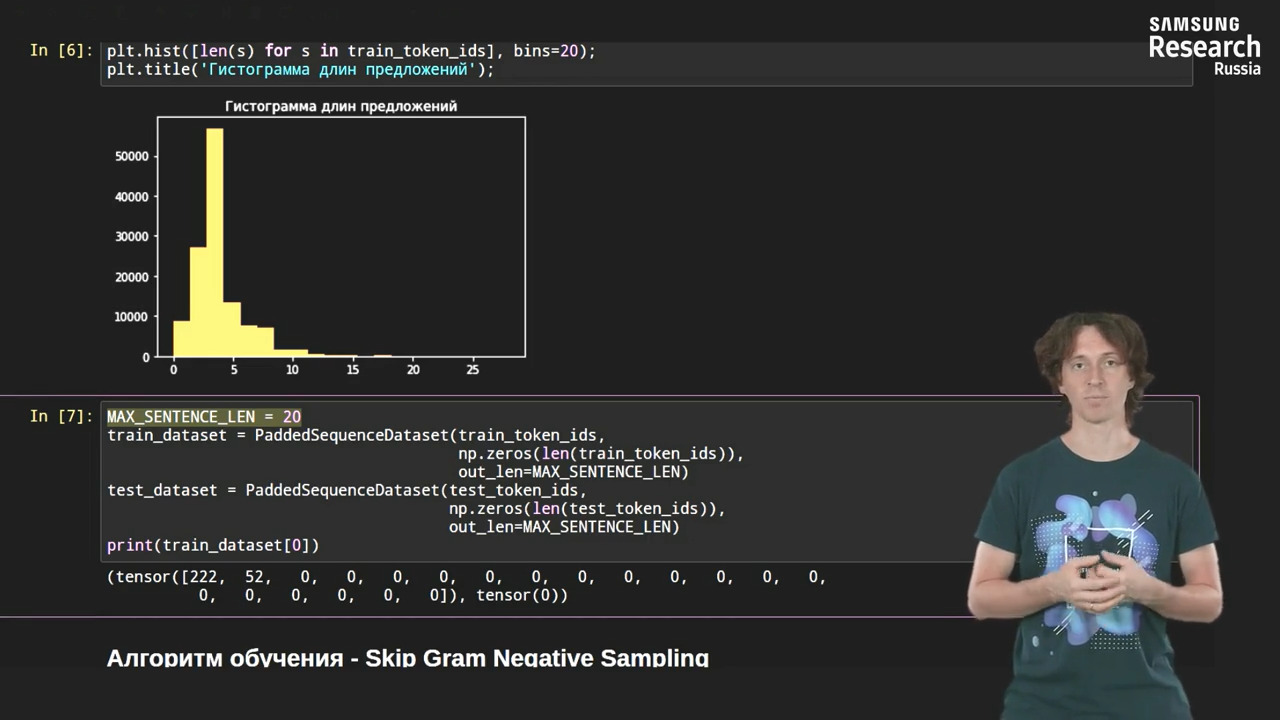 SAMSUNG
Research
Russia
In [6]: plt.hist([len(s) for s in train_token_ids], bins=20);
plt.title('Гистограмма длин предложений');
Гистограмма длин предложений
50000
40000
30000
20000
10000
0
0 5 10 15 20 25
In [7]: MAX_SENTENCE_LEN = 20
train_dataset = PaddedSequenceDataset(train_token_ids,
np.zeros(len(train_token_ids)),
out_len=MAX_SENTENCE_LEN)
test_dataset = PaddedSequenceDataset(test_token_ids,
np.zeros(len(test_token_ids)),
out_len=MAX_SENTENCE_LEN)
print(train_dataset[0])
(tensor([222, 52, 0, 0, 0, 0, 0, 0, 0, 0, 0, 0, 0, 0,
0, 0, 0, 0, 0, 0]), tensor(0))
Алгоритм обучения - Skip Gram Negative Sampling